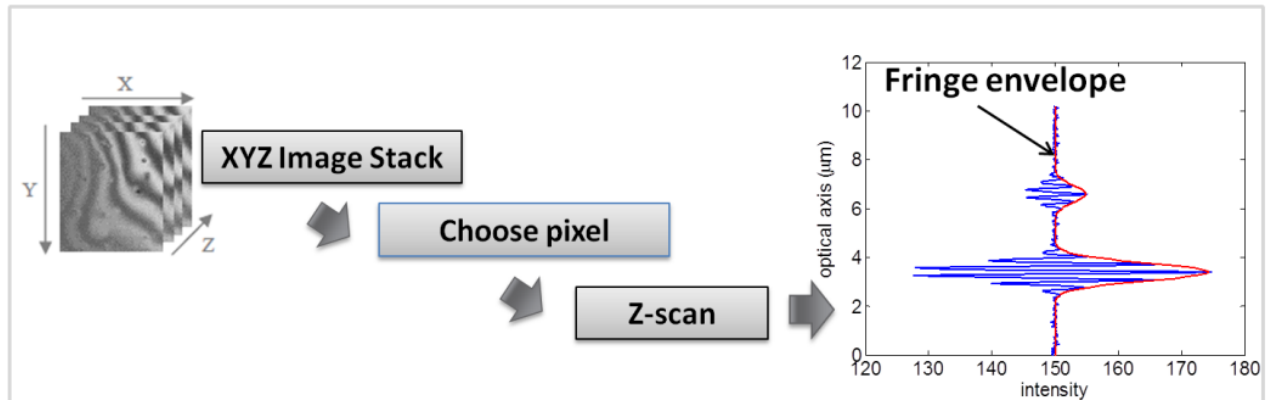 X
Y
Z
XYZ Image Stack
Choose pixel
Z-scan
Fringe envelope
optical axis (µm)
12
10
8
6
4
2
0
120 130 140 150 160 170 180
intensity